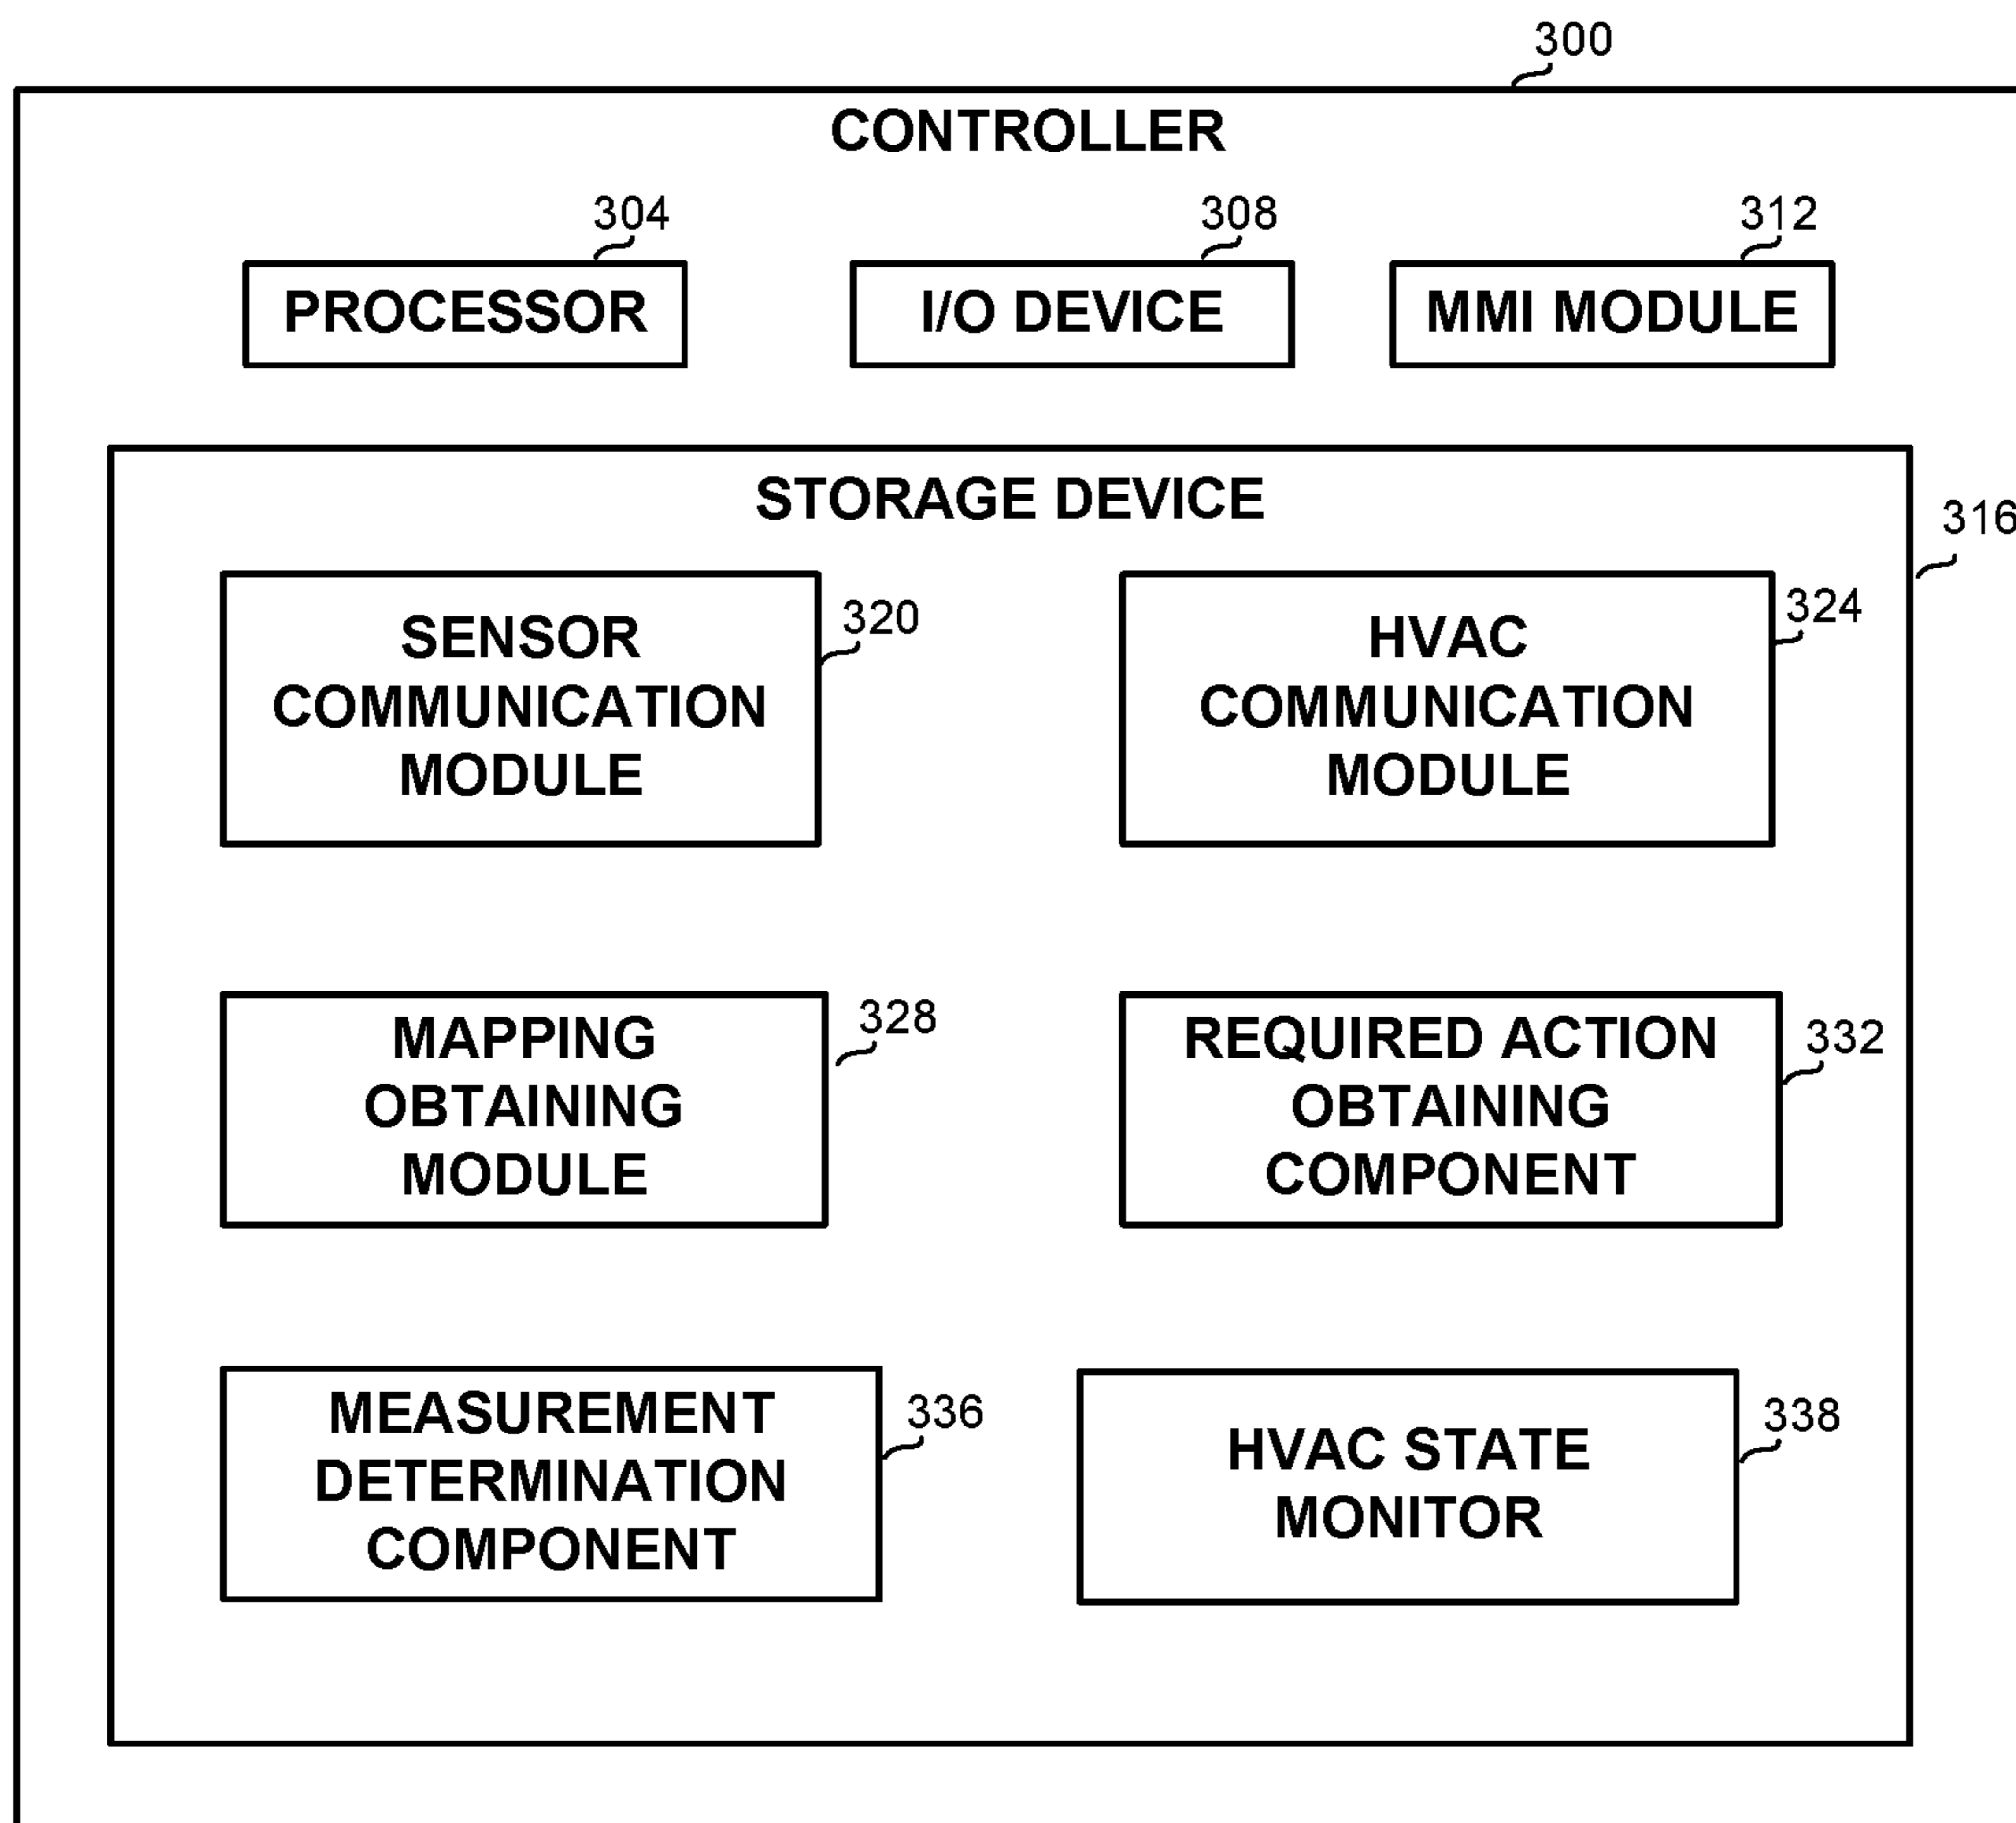 300
CONTROLLER
304
308
312
PROCESSOR
I/O DEVICE
MMI MODULE
STORAGE DEVICE
316
SENSOR
COMMUNICATION
MODULE
320
HVAC
COMMUNICATION
MODULE
324
MAPPING
OBTAINING
MODULE
328
REQUIRED ACTION
OBTAINING
COMPONENT
332
MEASUREMENT
DETERMINATION
COMPONENT
336
HVAC STATE
MONITOR
338